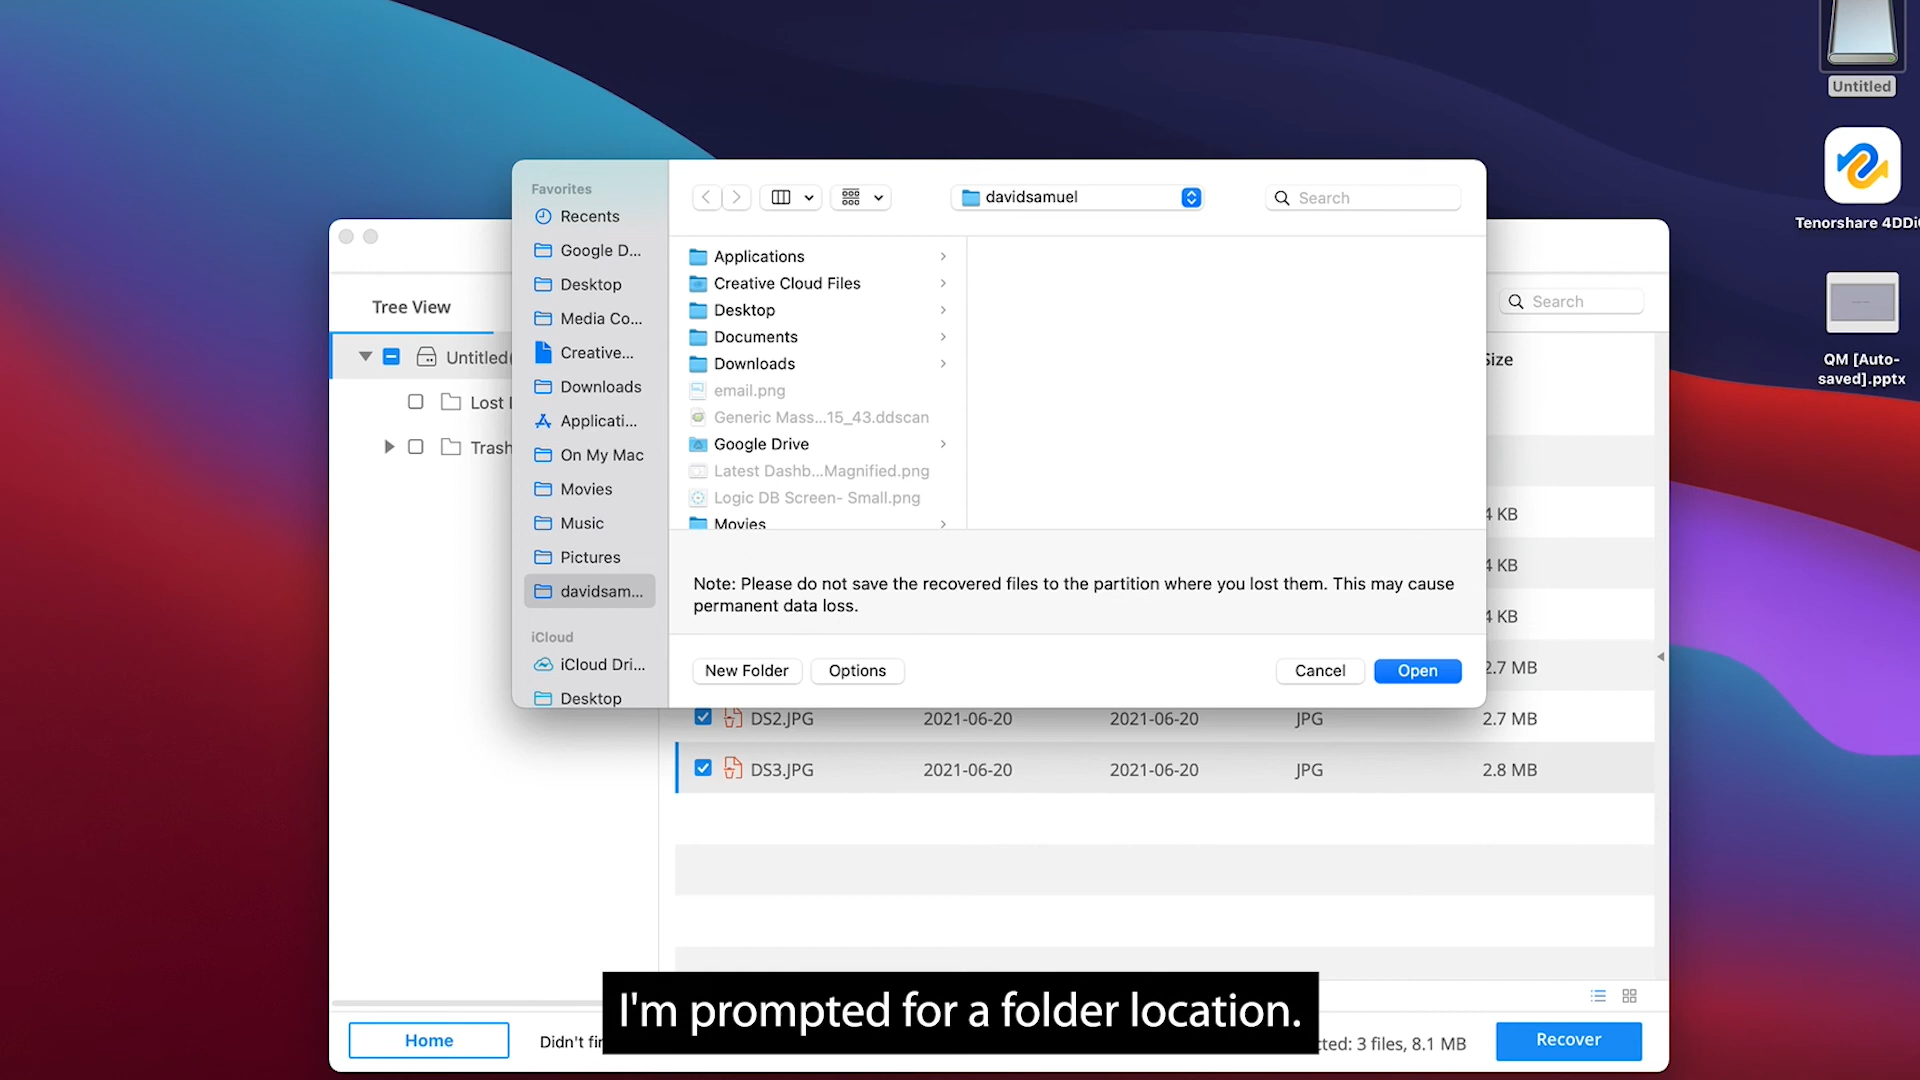 Untitled
Tenorshare 4DDi
QM [Auto-
saved].pptx
Favorites
Recents
Google D...
Desktop
Media Co...
Creative...
Downloads
Applicati...
On My Mac
Movies
Music
Pictures
davidsam...
iCloud
iCloud Dri...
Desktop
davidsamuel
Search
Applications
Creative Cloud Files
Desktop
Documents
Downloads
email.png
Generic Mass...15_43.ddscan
Google Drive
Latest Dashb...Magnified.png
Logic DB Screen- Small.png
Movies
Note: Please do not save the recovered files to the partition where you lost them. This may cause
permanent data loss.
New Folder
Options
Cancel
Open
Tree View
Search
Untitled
Lost
Trash
Size
4 KB
4 KB
4 KB
2.7 MB
DS2.JPG 2021-06-20 2021-06-20 JPG 2.7 MB
DS3.JPG 2021-06-20 2021-06-20 JPG 2.8 MB
I'm prompted for a folder location.
Home
Didn't
3 files, 8.1 MB
Recover